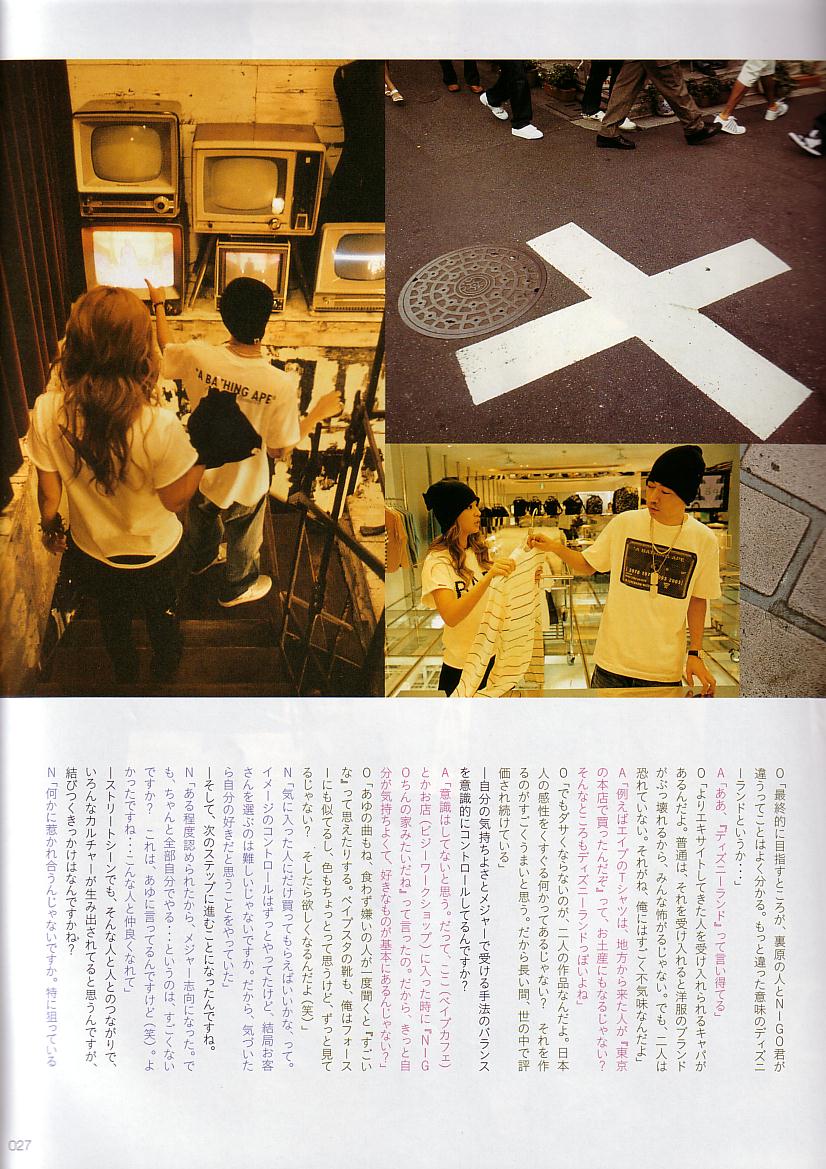 "A BATHING APE"
"A BATHING APE
O「最終的に目指すところが、裏原の人とNIGO君が
違うってことはよく分かる。もっと違った意味のディズニ
ーランドというか・・・」
A「ああ、『ディズニーランド』って言い得てる」
O「よりエキサイトしてきた人を受け入れられるキャパが
あるんだよ。普通は、それを受け入れると洋服のブランド
がぶっ壊れるから、みんな怖がるじゃない。でも、二人は
恐れていない。それがね、俺にはすごく不気味なんだよ」
A「例えばエイプのTシャツは、地方から来た人が『東京
の本店で買ったんだぞ』って、お土産にもなるじゃない?
そんなところもディズニーランドっぽいよね」
O「でもダサくならないのが、二人の作品なんだよ。日本
人の感性をくすぐる何かってあるじゃない? それを作
るのがすごくうまいと思う。だから長い間、世の中で評
価され続けている」
―自分の気持ちよさとメジャーで受ける手法のバランス
を意識的にコントロールしてるんですか?
A「意識はしてないと思う。だって、ここ(ベイプカフェ)
とかお店(ビジーワークショップ)に入った時に『NIG
Oちんの家みたいだね』って言ったの。だから、きっと自
分が気持ちよくて、好きなものが基本にあるんじゃない?」
O「あゆの曲もね、食わず嫌いの人が一度聞くと『すごい
な』って思えたりする。ベイプスタの靴も、俺はフォース
ーにも似てるし、色もちょっとって思うけど、ずっと見て
るじゃない? そしたら欲しくなるんだよ(笑)」
N「気に入った人にだけ買ってもらえばいいかな、って。
イメージのコントロールはずっとやってたけど、結局お客
さんを選ぶのは難しいじゃないですか。だから、気づいた
ら自分の好きだと思うことをやっていた」
―そして、次のステップに進むことになったんですね。
N「ある程度認められたから、メジャー志向になった。で
も、ちゃんと全部自分でやる・・・というのは、すごくない
ですか? これは、あゆに言ってるんですけど(笑)。よ
かったですね・・・こんな人と仲良くなれて」
―ストリートシーンでも、そんな人と人とのつながりで、
いろんなカルチャーが生み出されてると思うんですが、
結びつくきっかけはなんですかね?
N「何かに惹かれ合うんじゃないですか。特に狙っている
027